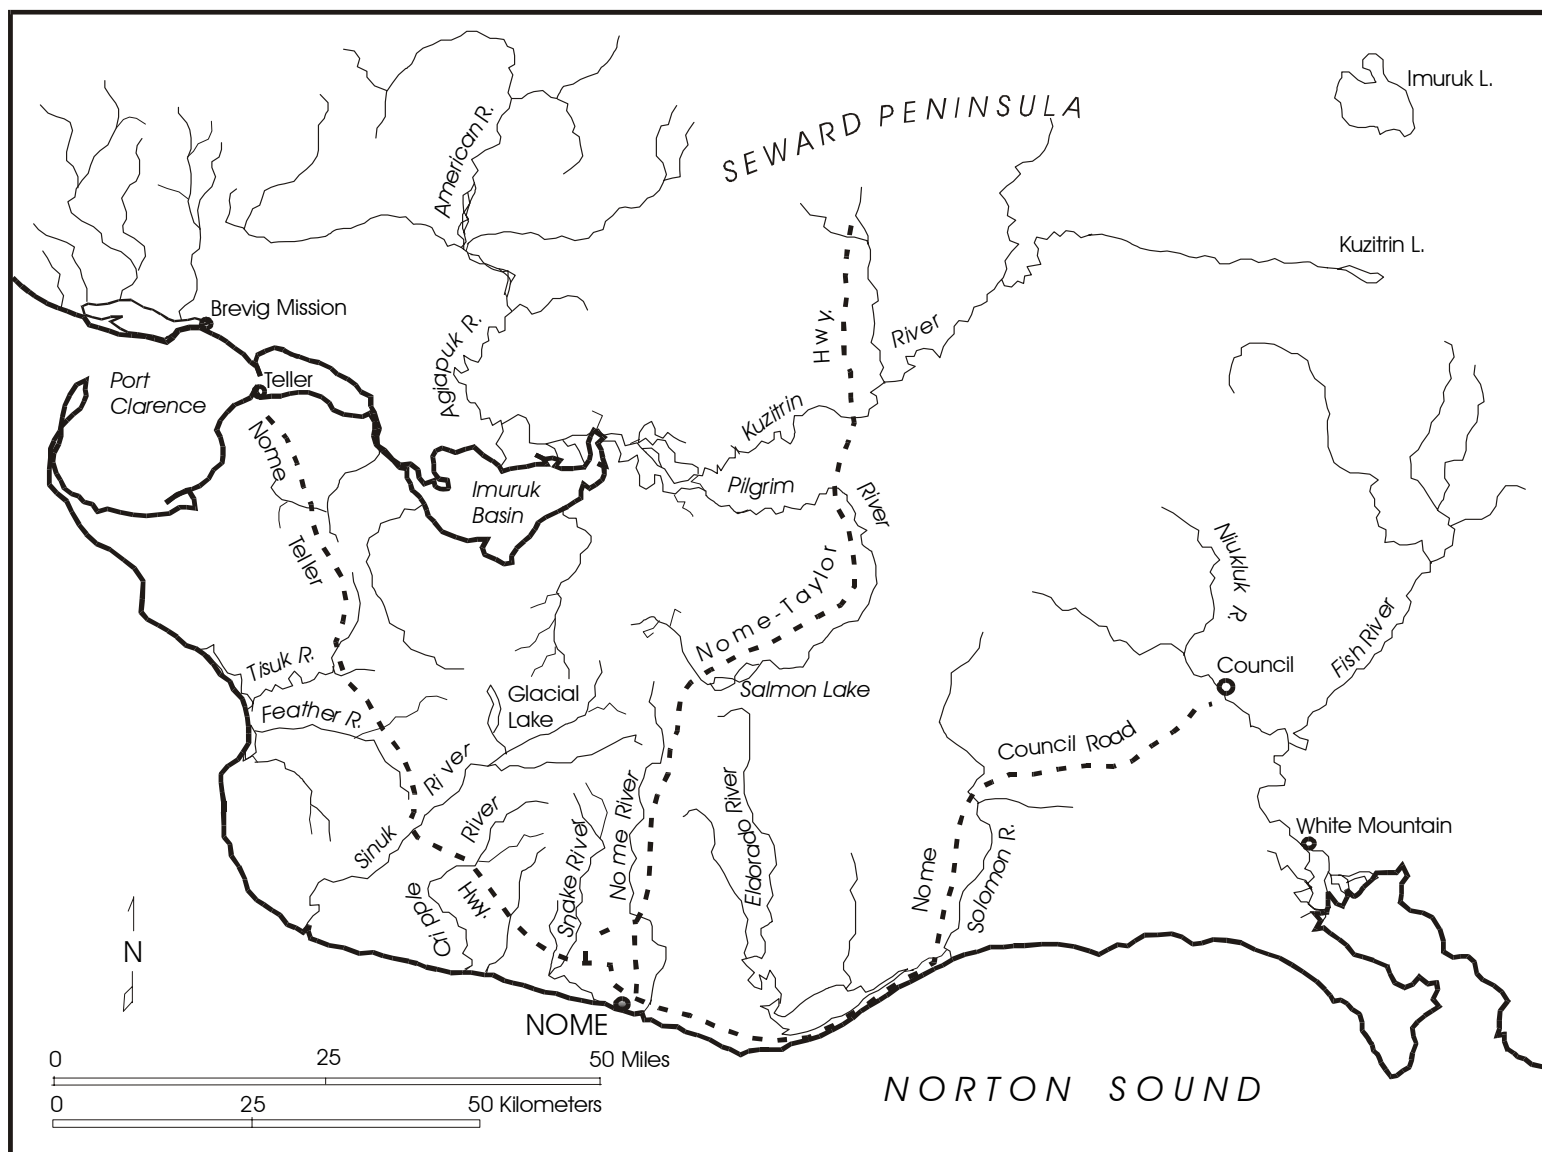 Imuruk L.
SEWARD PENINSULA
American R.
Kuzitrin L.
Brevig Mission
Hwy.
River
Agiapuk R.
Teller
Port
Clarence
Kuzitrin
Nome
Pilgrim
River
Imuruk
Basin
Teller
Niukluk R.
Nome-Taylor
Fish River
Tisuk R.
Council
Salmon Lake
Glacial
Lake
Feather R.
Council Road
River
Sinuk
River
Nome River
Eldorado River
White Mountain
Snake River
Solomon R.
Nome
Hwy.
Cripple
N
NOME
0 25 50 Miles
NORTON SOUND
0 25 50 Kilometers